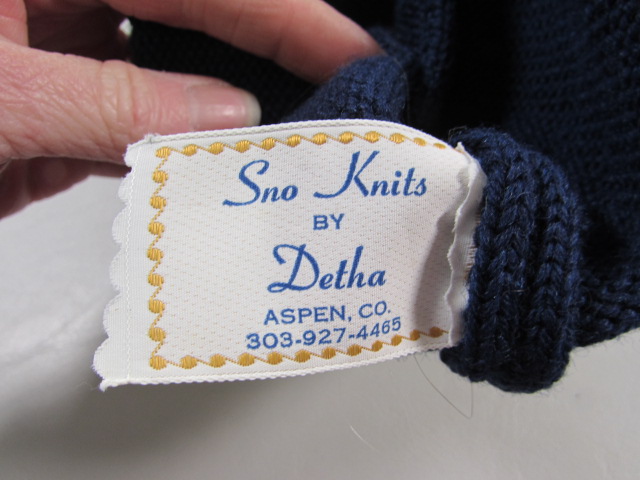 Sno Knits
BY
Detha
ASPEN, CO.
303-927-4465